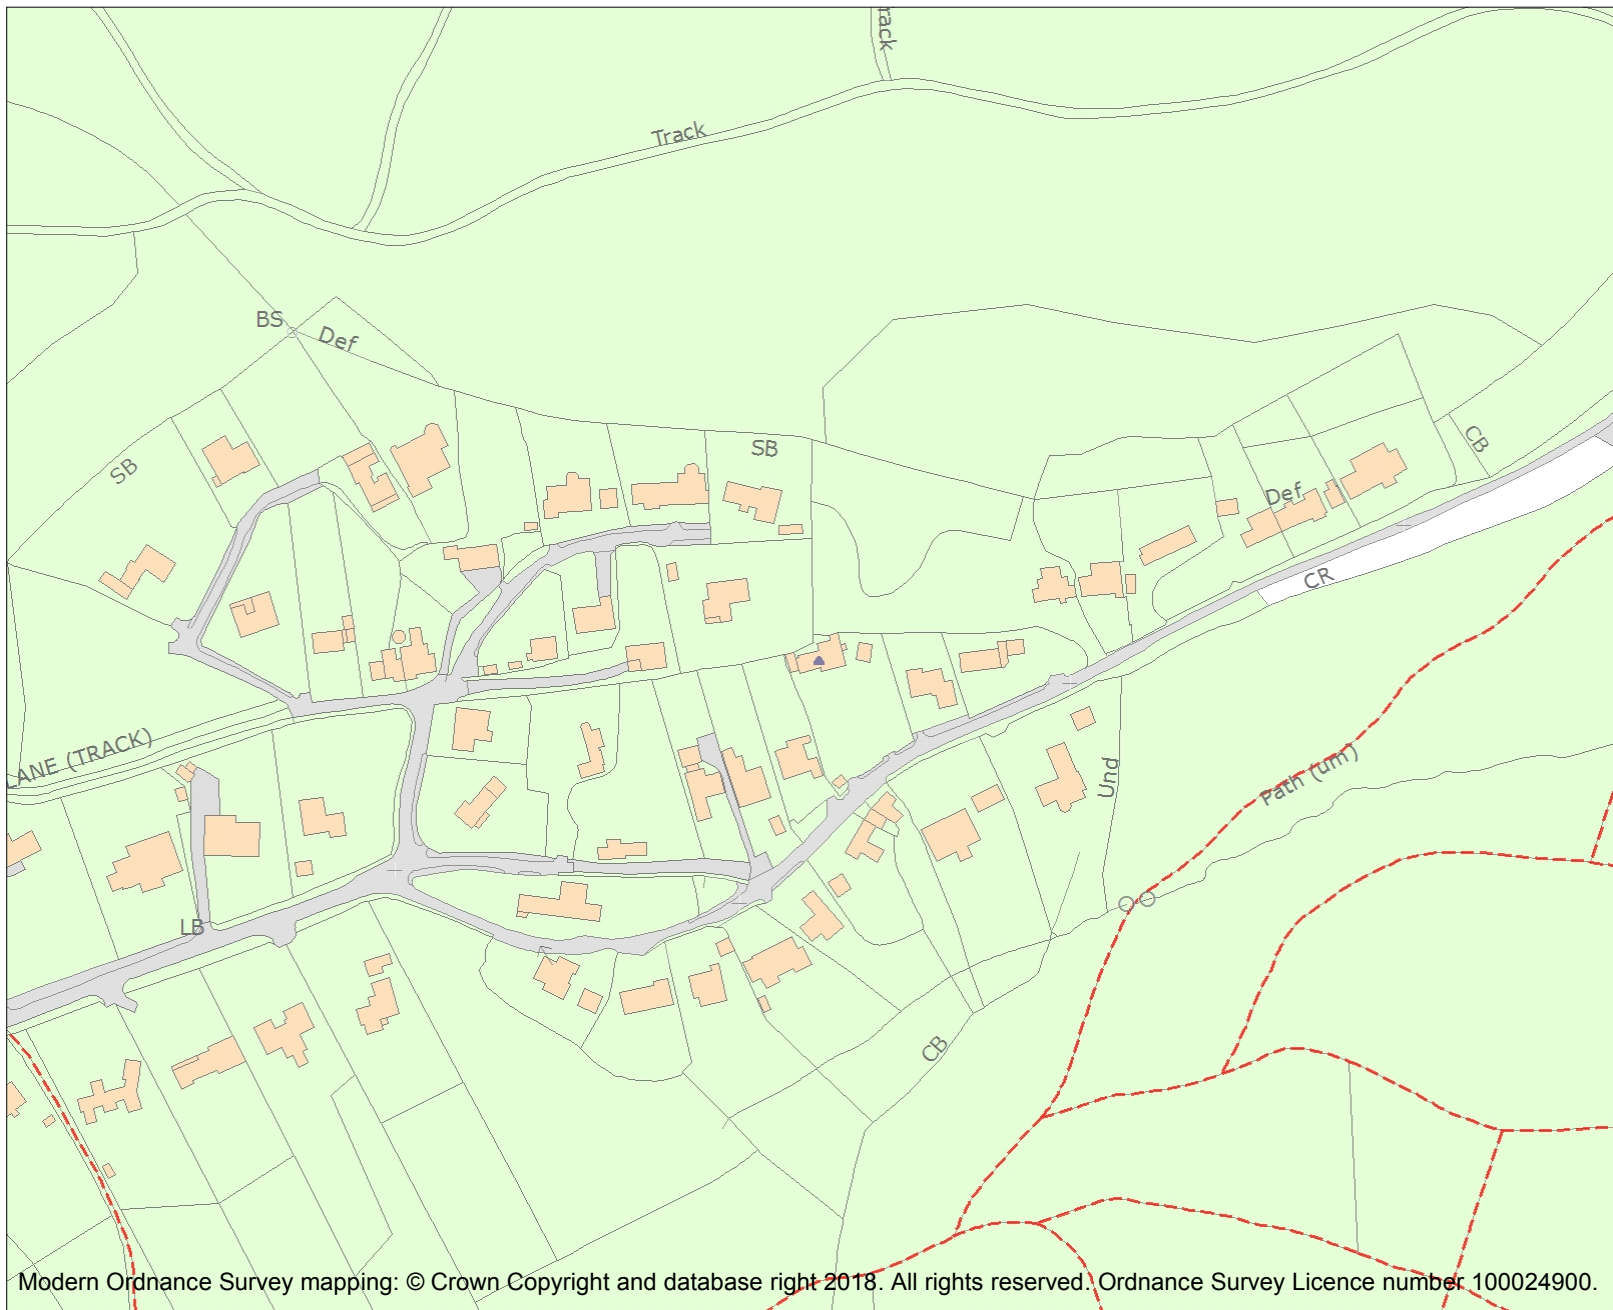 rack
Track
BS
Def
SB
SB
CB
Def
CR
LANE (TRACK)
Und
Path (um)
LB
CB
Modern Ordnance Survey mapping: © Crown Copyright and database right 2018. All rights reserved. Ordnance Survey Licence number 100024900.